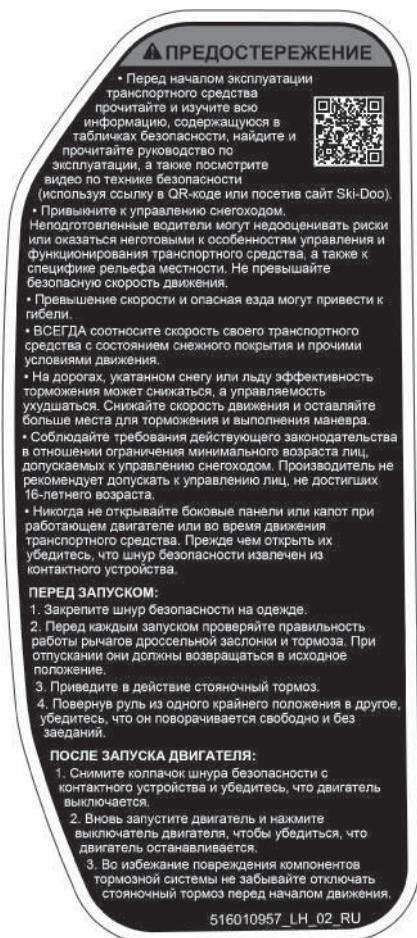 ПРЕДОСТЕРЕЖЕНИЕ
• Перед началом эксплуатации
транспортного средства
прочитайте и изучите всю
информацию, содержащуюся в
табличках безопасности, найдите и
прочитайте руководство по
эксплуатации, а также посмотрите
видео по технике безопасности
(используя ссылку в QR-коде или посетив сайт Ski-Doo).
• Привыкните к управлению снегоходом.
Неподготовленные водители могут недооценивать риски
или оказаться неготовыми к особенностям управления и
функционирования транспортного средства, а также к
специфике рельефа местности. Не превышайте
безопасную скорость движения.
• Превышение скорости и опасная езда могут привести к
гибели.
• ВСЕГДА соотносите скорость своего транспортного
средства с состоянием снежного покрытия и прочими
условиями движения.
• На дорогах, укатанном снегу или льду эффективность
торможения может снижаться, а управляемость
ухудшаться. Снижайте скорость движения и оставляйте
больше места для торможения и выполнения маневра.
• Соблюдайте требования действующего законодательства
в отношении ограничения минимального возраста лиц,
допускаемых к управлению снегоходом. Производитель не
рекомендует допускать к управлению лиц, не достигших
16-летнего возраста.
• Никогда не открывайте боковые панели или капот при
работающем двигателе или во время движения
транспортного средства. Прежде чем открыть их
убедитесь, что шнур безопасности извлечен из
контактного устройства.
ПЕРЕД ЗАПУСКОМ:
1. Закрепите шнур безопасности на одежде.
2. Перед каждым запуском проверяйте правильность
работы рычагов дроссельной заслонки и тормоза. При
отпускании они должны возвращаться в исходное
положение.
3. Приведите в действие стояночный тормоз.
4. Повернув руль из одного крайнего положения в другое,
убедитесь, что он поворачивается свободно и без
заеданий.
ПОСЛЕ ЗАПУСКА ДВИГАТЕЛЯ:
1. Снимите колпачок шнура безопасности с
контактного устройства и убедитесь, что двигатель
выключается.
2. Вновь запустите двигатель и нажмите
выключатель двигателя, чтобы убедиться, что
двигатель останавливается.
3. Во избежание повреждения компонентов
тормозной системы не забывайте отключать
стояночный тормоз перед началом движения.
516010957_LH_02_RU